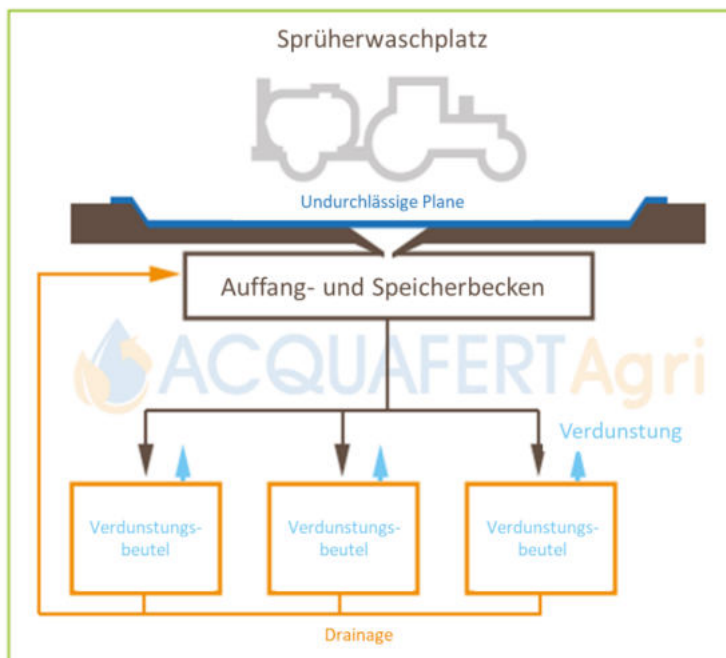 Sprüherwaschplatz
Undurchlässige Plane
Auffang- und Speicherbecken
ACQUAFERTAgri
Verdunstung
Verdunstungs-
beutel
Verdunstungs-
beutel
Verdunstungs-
beutel
Drainage